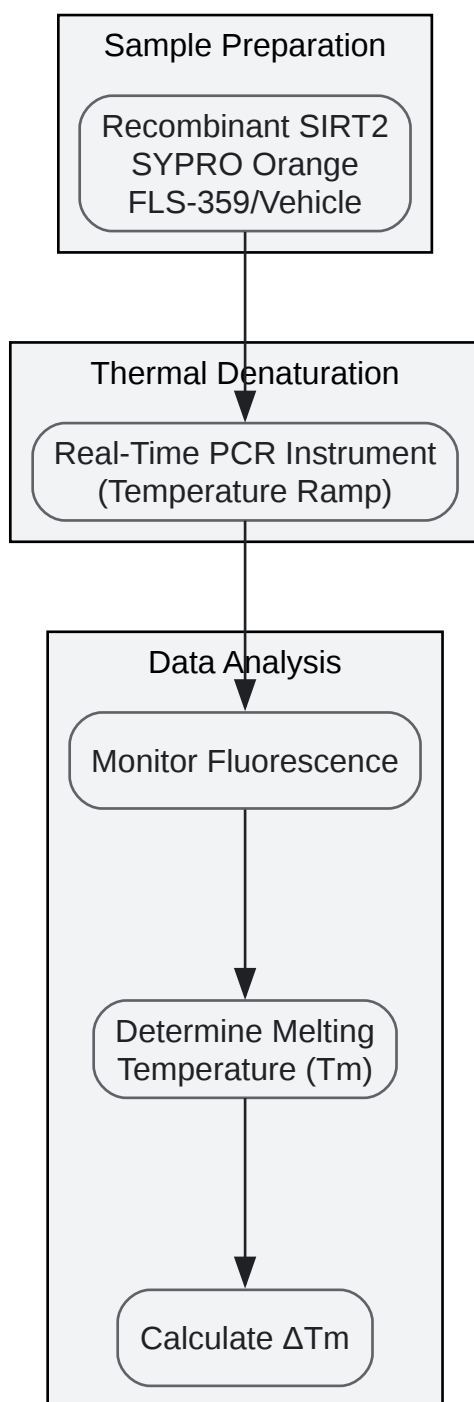 Sample Preparation
Recombinant SIRT2
SYPRO Orange
FLS-359/Vehicle
Thermal Denaturation
Real-Time PCR Instrument
(Temperature Ramp)
Data Analysis
Monitor Fluorescence
Determine Melting
Temperature (Tm)
Calculate ΔTm